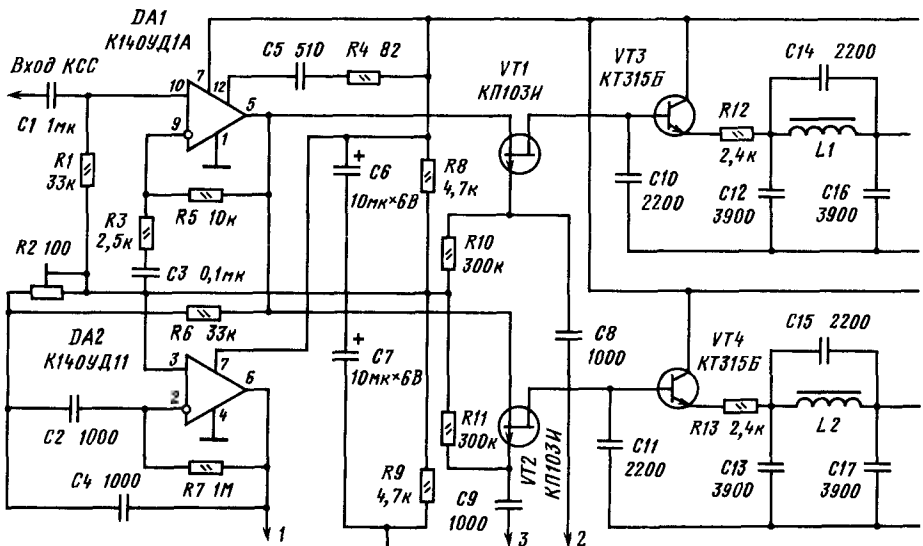 DA1
К140УД1А
Вход КСС
C1 1мк
R1
33к
7
10
12
5
9
1
C5 510
R4 82
R3
2,5к
R5 10к
R2 100
C3 0,1мк
C6
10мк×6В
R8
4,7к
VT1
КП103И
VT3
КТ315Б
C14 2200
R12
2,4к
L1
C10
2200
C12
3900
C16
3900
R10
300к
R6 33к
DA2
К140УД11
3
7
6
2
4
C2 1000
C4 1000
R7 1М
1
C7
10мк×6В
R9
4,7к
R11
300к
C8
1000
VT2
КП103И
C9
1000
3
2
VT4
КТ315Б
C15 2200
R13 2,4к
L2
C11
2200
C13
3900
C17
3900